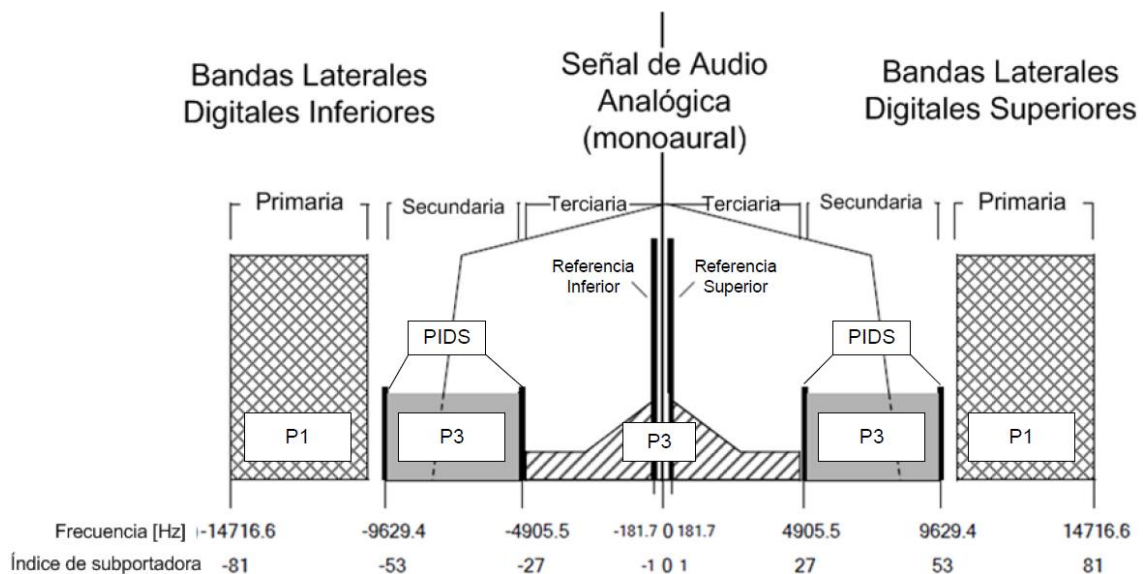 Bandas Laterales
Digitales Inferiores
Señal de Audio
Analógica
(monoaural)
Bandas Laterales
Digitales Superiores
Primaria
Secundaria
Terciaria
Terciaria
Secundaria
Primaria
Referencia
Inferior
Referencia
Superior
PIDS
PIDS
P1
P3
P3
P3
P1
Frecuencia [Hz] -14716.6 -9629.4 -4905.5 -181.7 0 181.7 4905.5 9629.4 14716.6
Índice de subportadora -81 -53 -27 -1 0 1 27 53 81